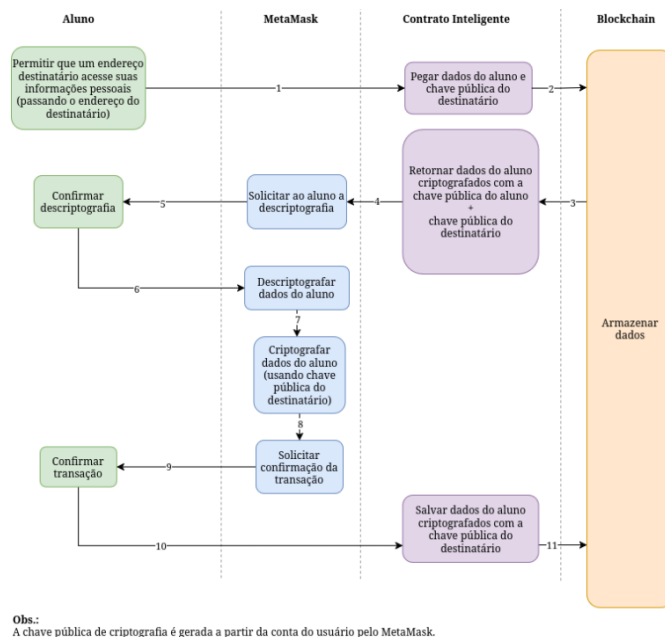 Aluno
MetaMask
Contrato Inteligente
Blockchain
Permitir que um endereço
destinatário acesse suas
informações pessoais
(passando o endereço do
destinatário)
1
Pegar dados do aluno e
chave pública do
destinatário
2
Retornar dados do aluno
criptografados com a
chave pública do aluno
+
chave pública do
destinatário
3
4
Solicitar ao aluno a
descriptografia
5
Confirmar
descriptografia
6
Descriptografar
dados do aluno
7
Criptografar
dados do aluno
(usando chave
pública do
destinatário)
8
Solicitar
confirmação da
transação
9
Confirmar
transação
10
Salvar dados do aluno
criptografados com a
chave pública do
destinatário
11
Armazenar
dados
Obs.:
A chave pública de criptografia é gerada a partir da conta do usuário pelo MetaMask.